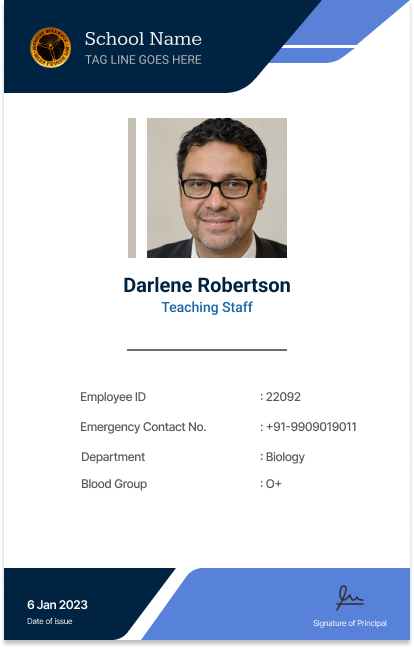 School Name
TAG LINE GOES HERE
Darlene Robertson
Teaching Staff
Employee ID : 22092
Emergency Contact No. : +91-9909019011
Department : Biology
Blood Group : O+
6 Jan 2023
Date of issue
Signature of Principal